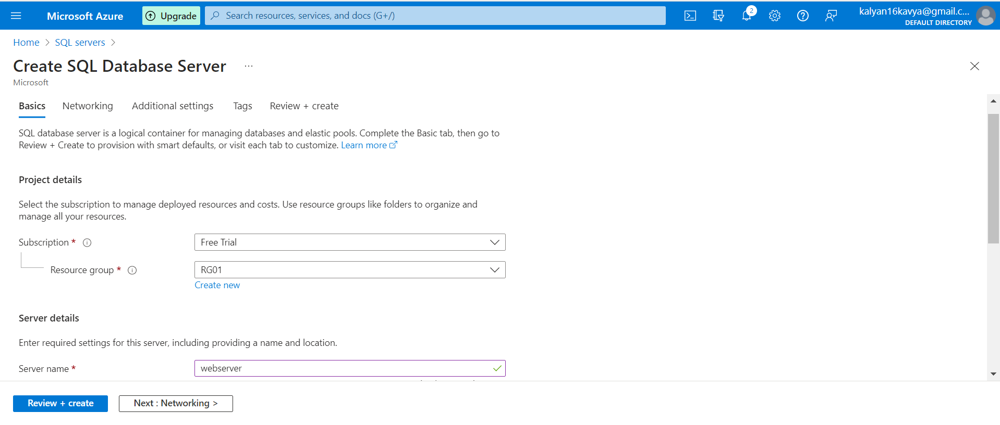 Microsoft Azure
Upgrade
Search resources, services, and docs (G+/)
2
kalyan16kavya@gmail.c...
DEFAULT DIRECTORY
Home > SQL servers >
Create SQL Database Server ...
Microsoft
Basics Networking Additional settings Tags Review + create
SQL database server is a logical container for managing databases and elastic pools. Complete the Basic tab, then go to
Review + Create to provision with smart defaults, or visit each tab to customize. Learn more
Project details
Select the subscription to manage deployed resources and costs. Use resource groups like folders to organize and
manage all your resources.
Subscription * Free Trial
Resource group * RG01
Create new
Server details
Enter required settings for this server, including providing a name and location.
Server name * webserver
Review + create Next : Networking >